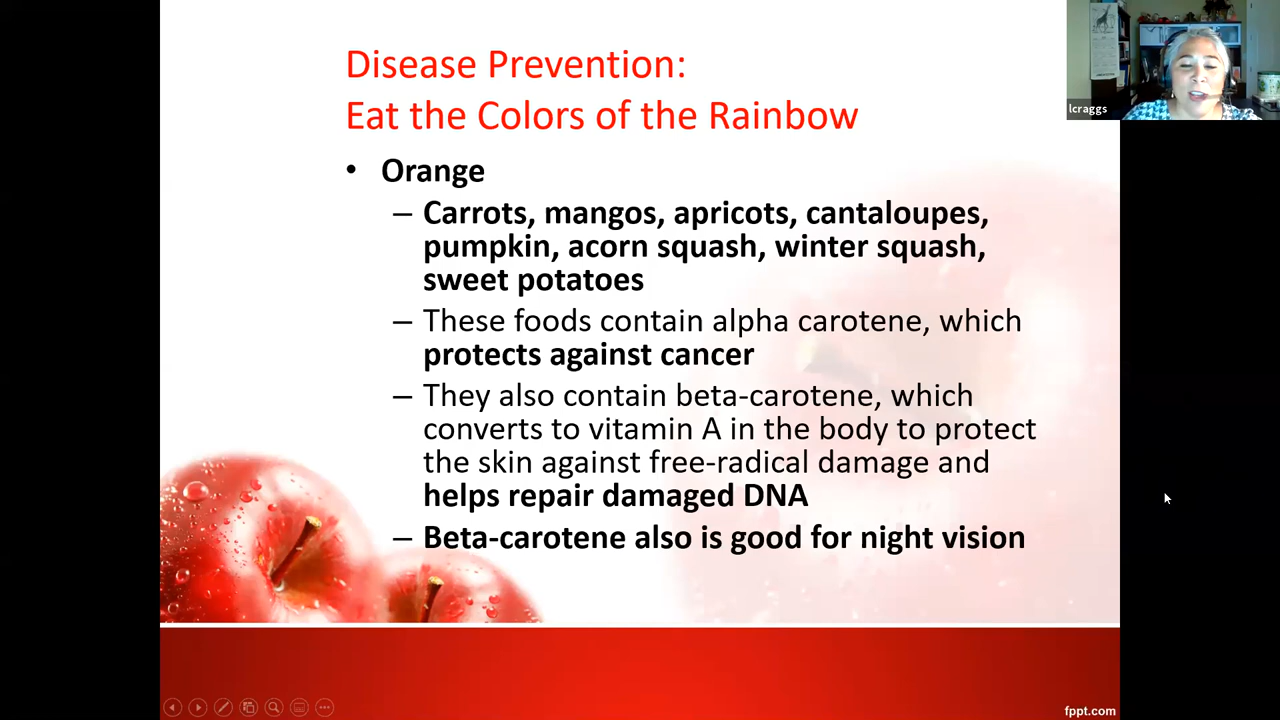 Disease Prevention:
Eat the Colors of the Rainbow
• Orange
– Carrots, mangos, apricots, cantaloupes,
pumpkin, acorn squash, winter squash,
sweet potatoes
– These foods contain alpha carotene, which
protects against cancer
– They also contain beta-carotene, which
converts to vitamin A in the body to protect
the skin against free-radical damage and
helps repair damaged DNA
– Beta-carotene also is good for night vision
lcraggs
fppt.com